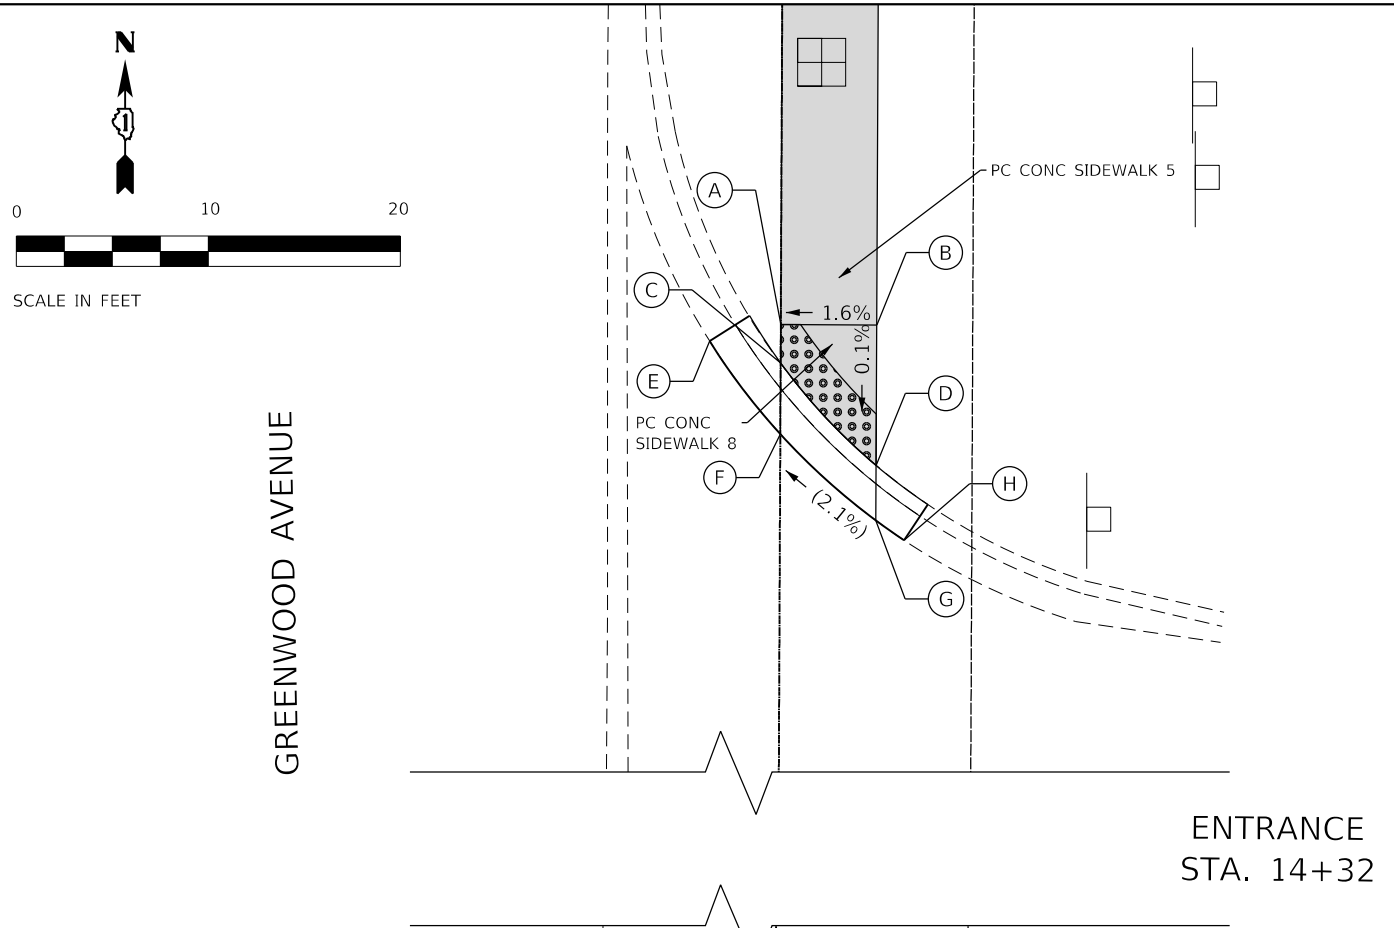 N
1
0 10 20
SCALE IN FEET
A
PC CONC SIDEWALK 5
B
C
1.6%
0.1%
E
D
PC CONC
SIDEWALK 8
F
H
(2.1%)
G
GREENWOOD AVENUE
ENTRANCE
STA. 14+32